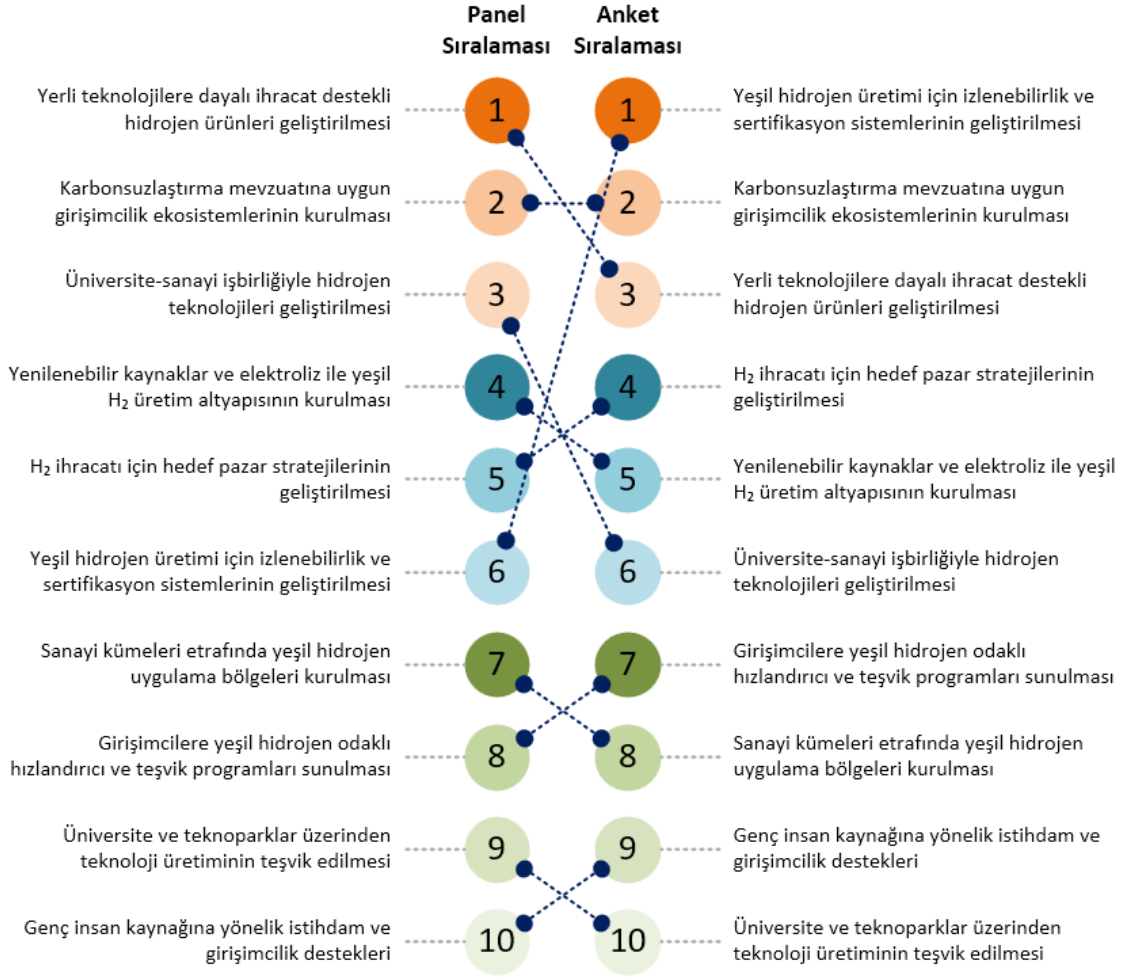 Panel
Sıralaması
Anket
Sıralaması
Yerli teknolojilere dayalı ihracat destekli
hidrojen ürünleri geliştirilmesi
1
1
Yeşil hidrojen üretimi için izlenebilirlik ve
sertifikasyon sistemlerinin geliştirilmesi
Karbonsuzlaştırma mevzuatına uygun
girişimcilik ekosistemlerinin kurulması
2
2
Karbonsuzlaştırma mevzuatına uygun
girişimcilik ekosistemlerinin kurulması
Üniversite-sanayi işbirliğiyle hidrojen
teknolojileri geliştirilmesi
3
3
Yerli teknolojilere dayalı ihracat destekli
hidrojen ürünleri geliştirilmesi
Yenilenebilir kaynaklar ve elektroliz ile yeşil
H₂ üretim altyapısının kurulması
4
4
H₂ ihracatı için hedef pazar stratejilerinin
geliştirilmesi
H₂ ihracatı için hedef pazar stratejilerinin
geliştirilmesi
5
5
Yenilenebilir kaynaklar ve elektroliz ile yeşil
H₂ üretim altyapısının kurulması
Yeşil hidrojen üretimi için izlenebilirlik ve
sertifikasyon sistemlerinin geliştirilmesi
6
6
Üniversite-sanayi işbirliğiyle hidrojen
teknolojileri geliştirilmesi
Sanayi kümeleri etrafında yeşil hidrojen
uygulama bölgeleri kurulması
7
7
Girişimcilere yeşil hidrojen odaklı
hızlandırıcı ve teşvik programları sunulması
Girişimcilere yeşil hidrojen odaklı
hızlandırıcı ve teşvik programları sunulması
8
8
Sanayi kümeleri etrafında yeşil hidrojen
uygulama bölgeleri kurulması
Üniversite ve teknoparklar üzerinden
teknoloji üretiminin teşvik edilmesi
9
9
Genç insan kaynağına yönelik istihdam ve
girişimcilik destekleri
Genç insan kaynağına yönelik istihdam ve
girişimcilik destekleri
10
10
Üniversite ve teknoparklar üzerinden
teknoloji üretiminin teşvik edilmesi